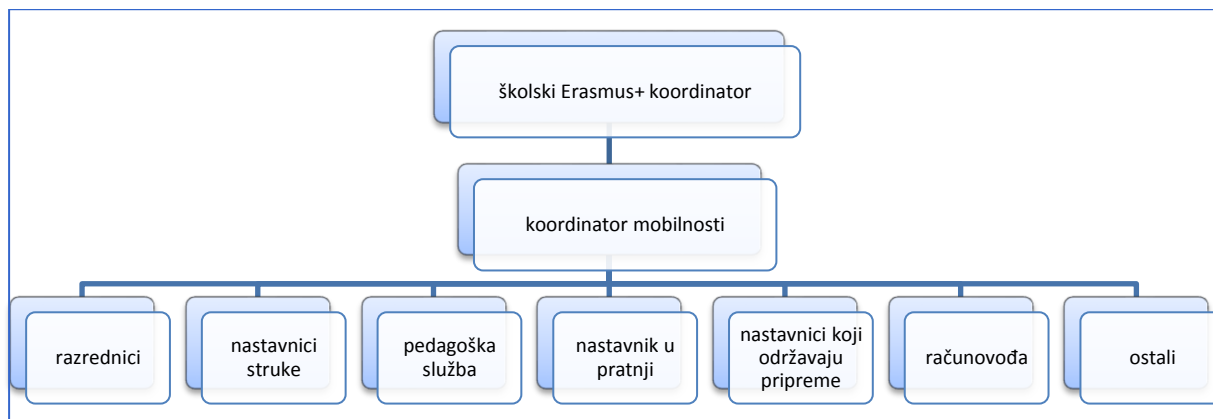 školski Erasmus+ koordinator
koordinator mobilnosti
razrednici
nastavnici
struke
pedagoška
služba
nastavnik u
pratnji
nastavnici koji
održavaju
pripreme
računovođa
ostali